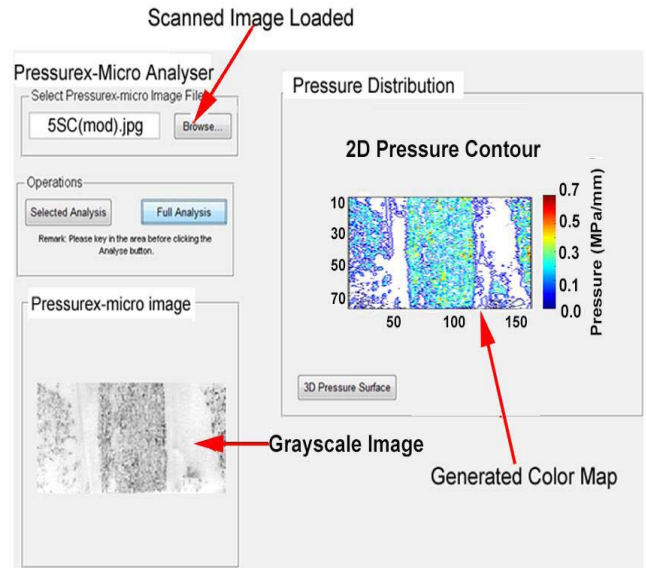 Scanned Image Loaded
Pressurex-Micro Analyser
Select Pressurex-micro Image File
5SC(mod).jpg
Browse...
Operations
Selected Analysis
Full Analysis
Remark: Please key in the area before clicking the
Analyse button.
Pressurex-micro image
Grayscale Image
Pressure Distribution
2D Pressure Contour
10
30
50
70
50 100 150
0.7
0.5
0.3
0.1
0.0
Pressure (MPa/mm)
3D Pressure Surface
Generated Color Map